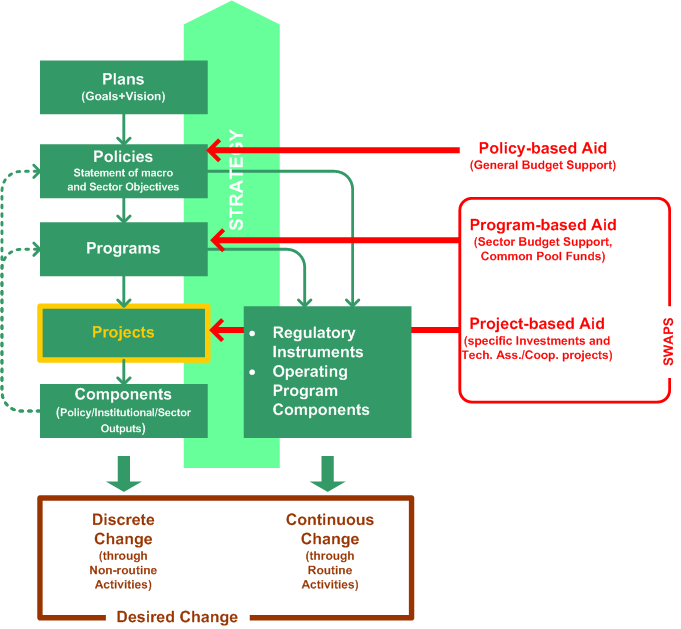 Plans
(Goals+Vision)
STRATEGY
Policies
Statement of macro
and Sector Objectives
Policy-based Aid
(General Budget Support)
Programs
Program-based Aid
(Sector Budget Support,
Common Pool Funds)
Projects
• Regulatory
Instruments
• Operating
Program
Components
Project-based Aid
(specific Investments and
Tech. Ass./Coop. projects)
SWAPS
Components
(Policy/Institutional/Sector
Outputs)
Discrete
Change
(through
Non-routine
Activities)
Continuous
Change
(through
Routine
Activities)
Desired Change